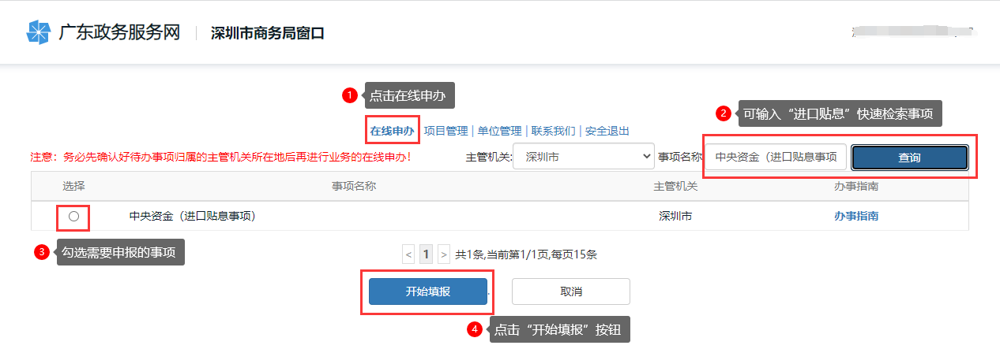 广东政务服务网 | 深圳市商务局窗口
1 点击在线申办
2 可输入“进口贴息”快速检索事项
在线申办 项目管理 | 单位管理 | 联系我们 | 安全退出
注意：务必先确认好待办事项归属的主管机关所在地后再进行业务的在线申办！ 主管机关: 深圳市 事项名称 中央资金（进口贴息事项 查询
选择 事项名称 主管机关 办事指南
中央资金（进口贴息事项） 深圳市 办事指南
3 勾选需要申报的事项
< 1 > 共1条,当前第1/1页,每页15条
开始填报 取消
4 点击“开始填报”按钮